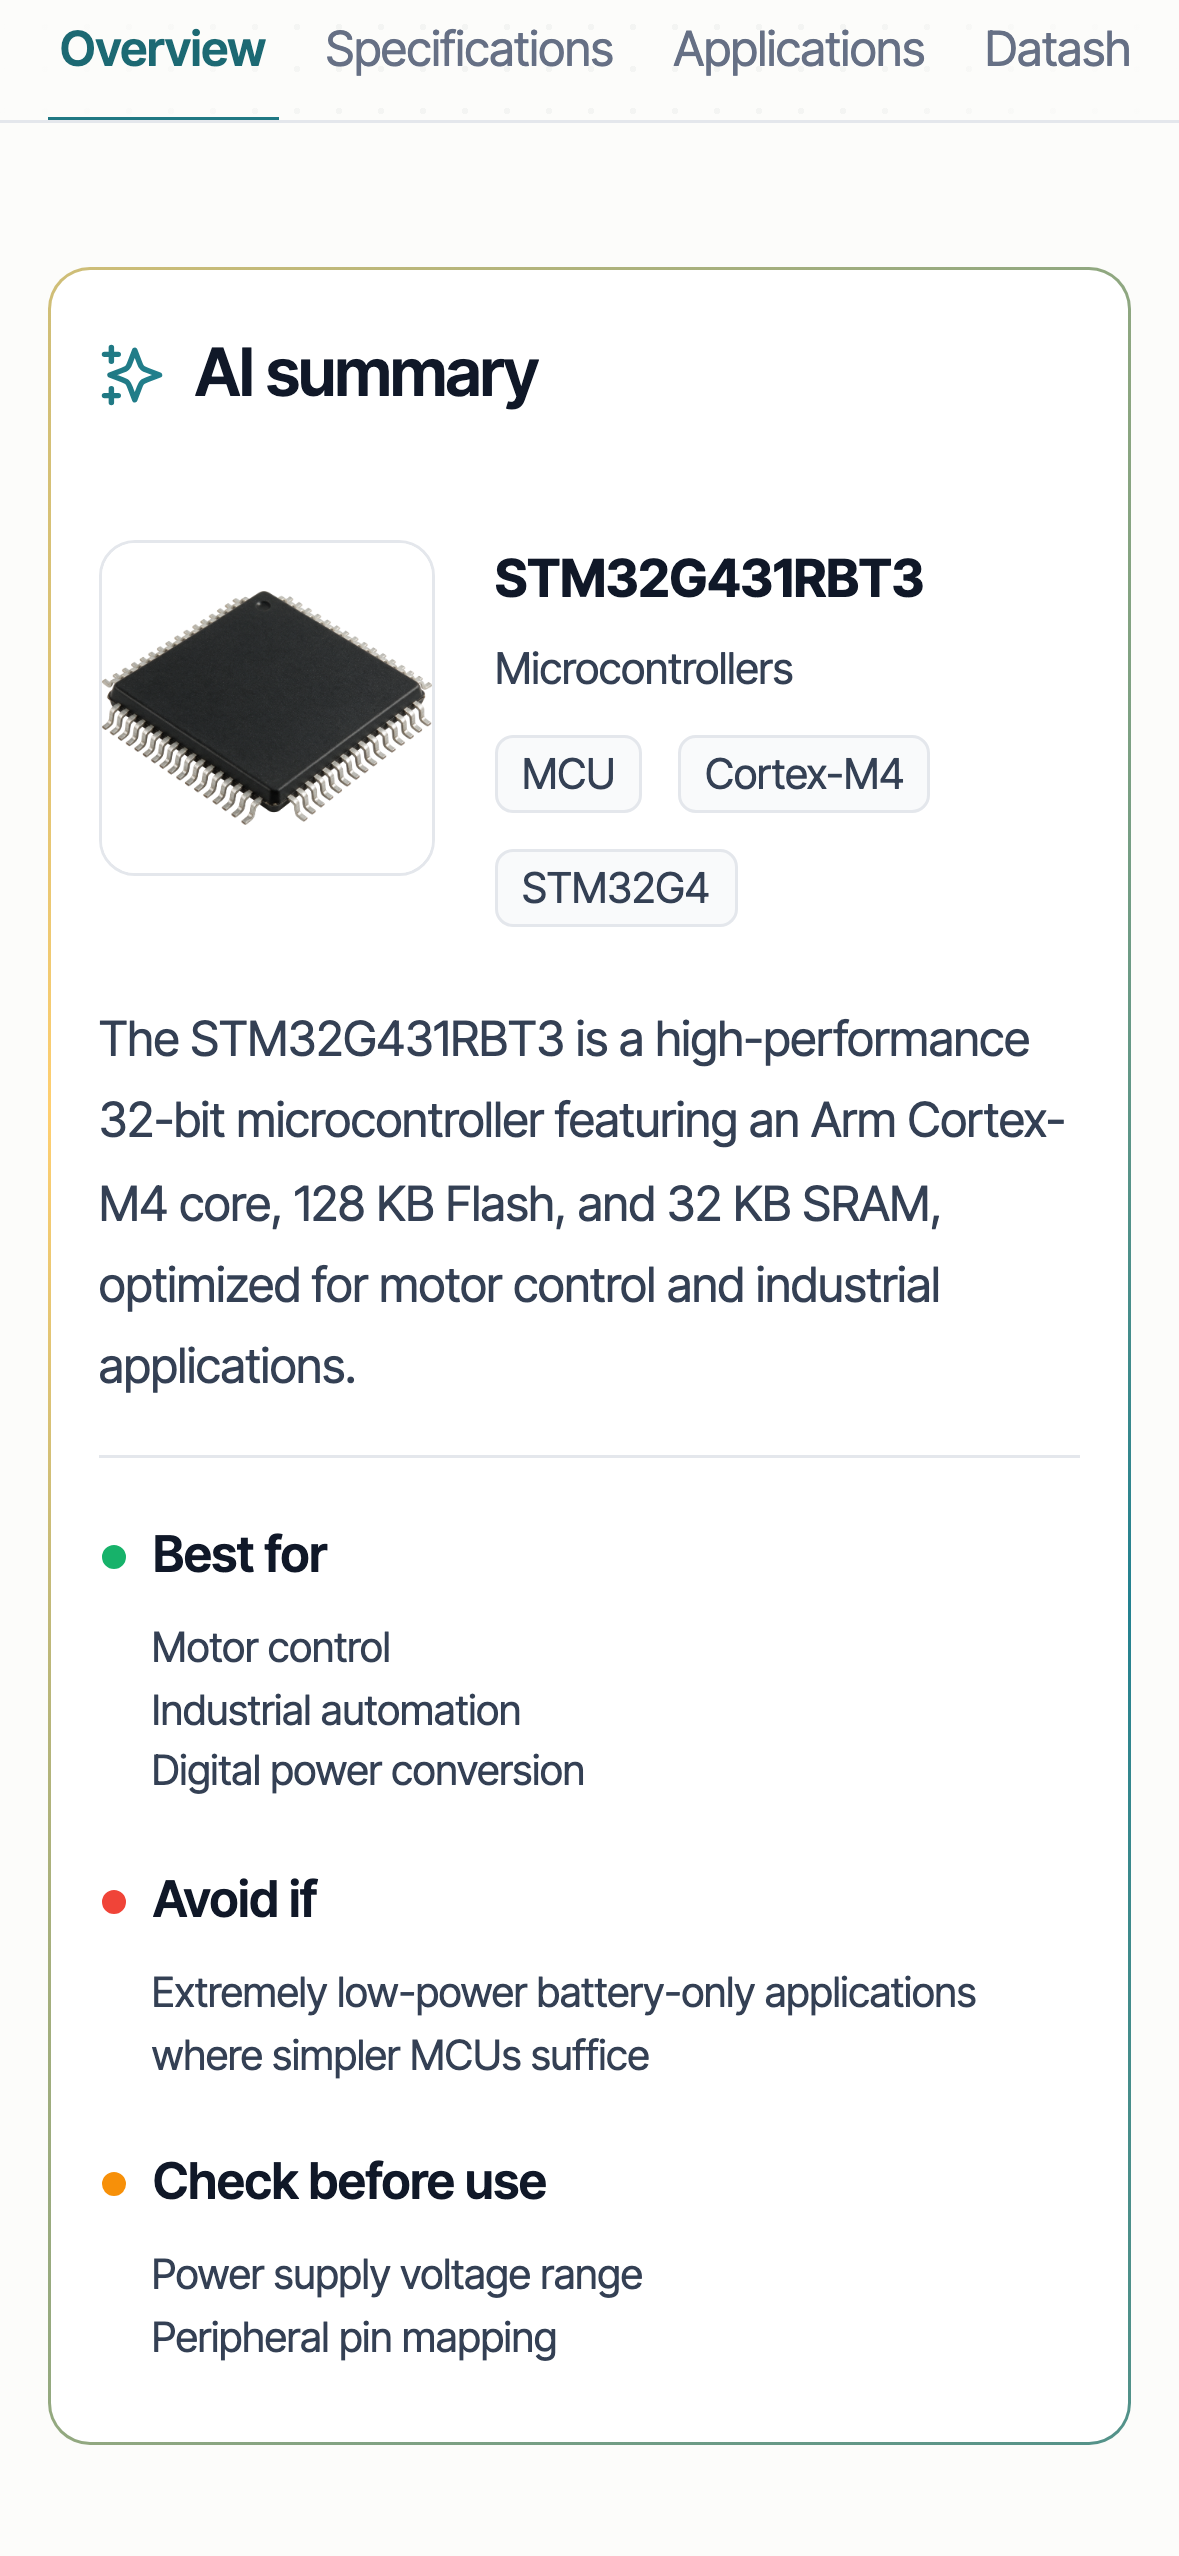 Overview Specifications Applications Datash
AI summary
STM32G431RBT3
Microcontrollers
MCU Cortex-M4
STM32G4
The STM32G431RBT3 is a high-performance
32-bit microcontroller featuring an Arm Cortex-
M4 core, 128 KB Flash, and 32 KB SRAM,
optimized for motor control and industrial
applications.
Best for
Motor control
Industrial automation
Digital power conversion
Avoid if
Extremely low-power battery-only applications
where simpler MCUs suffice
Check before use
Power supply voltage range
Peripheral pin mapping